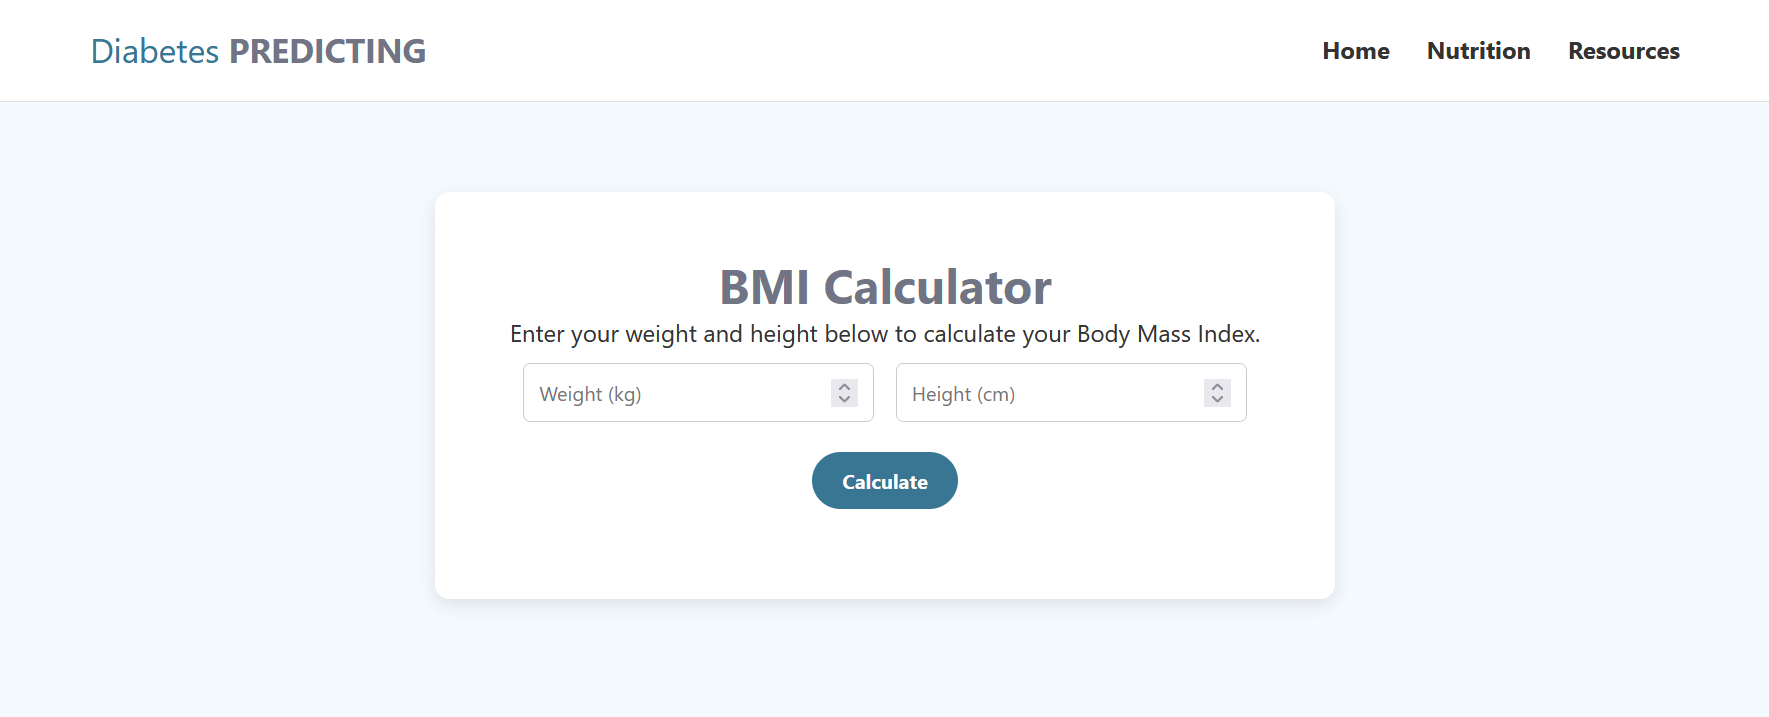 Diabetes PREDICTING
Home Nutrition Resources
BMI Calculator
Enter your weight and height below to calculate your Body Mass Index.
Weight (kg) Height (cm)
Calculate